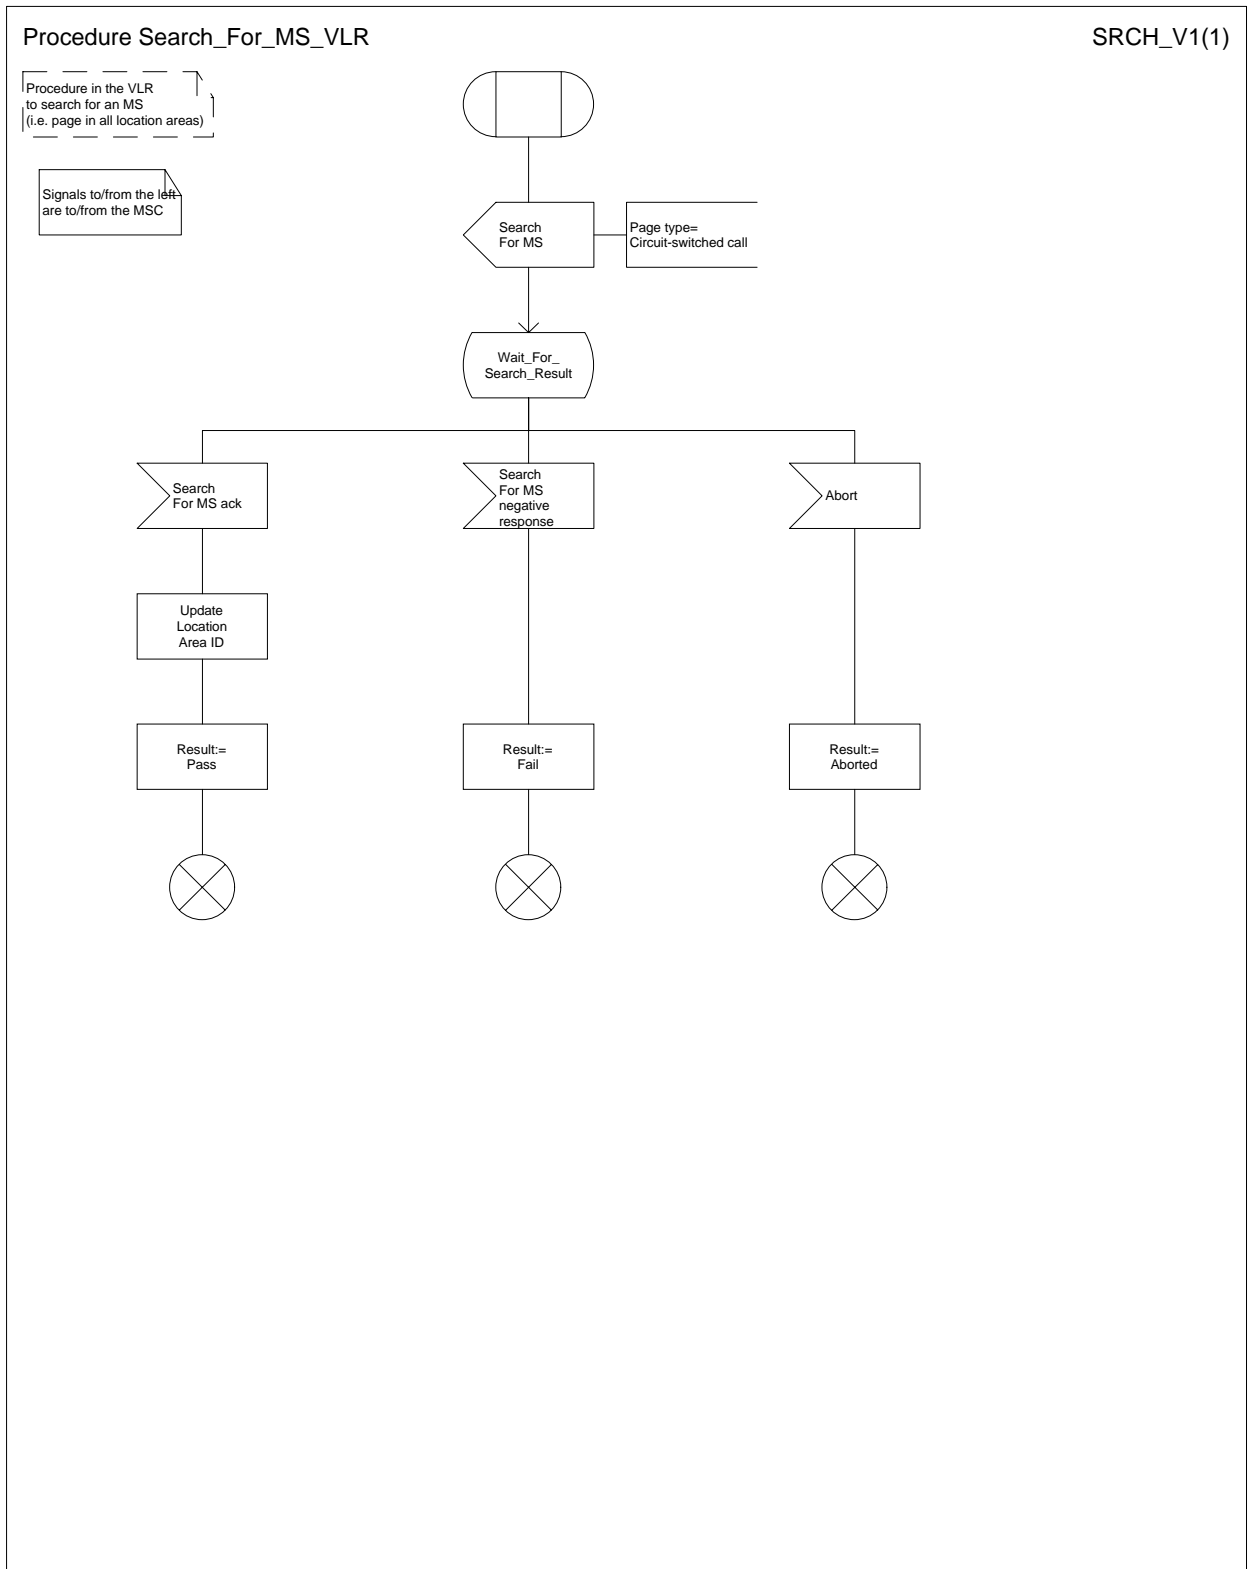 Procedure Search_For_MS_VLR
SRCH_V1(1)
Procedure in the VLR
to search for an MS
(i.e. page in all location areas)
Signals to/from the left
are to/from the MSC
Search
For MS
Page type=
Circuit-switched call
Wait_For_
Search_Result
Search
For MS ack
Search
For MS
negative
response
Abort
Update
Location
Area ID
Result:=
Pass
Result:=
Fail
Result:=
Aborted